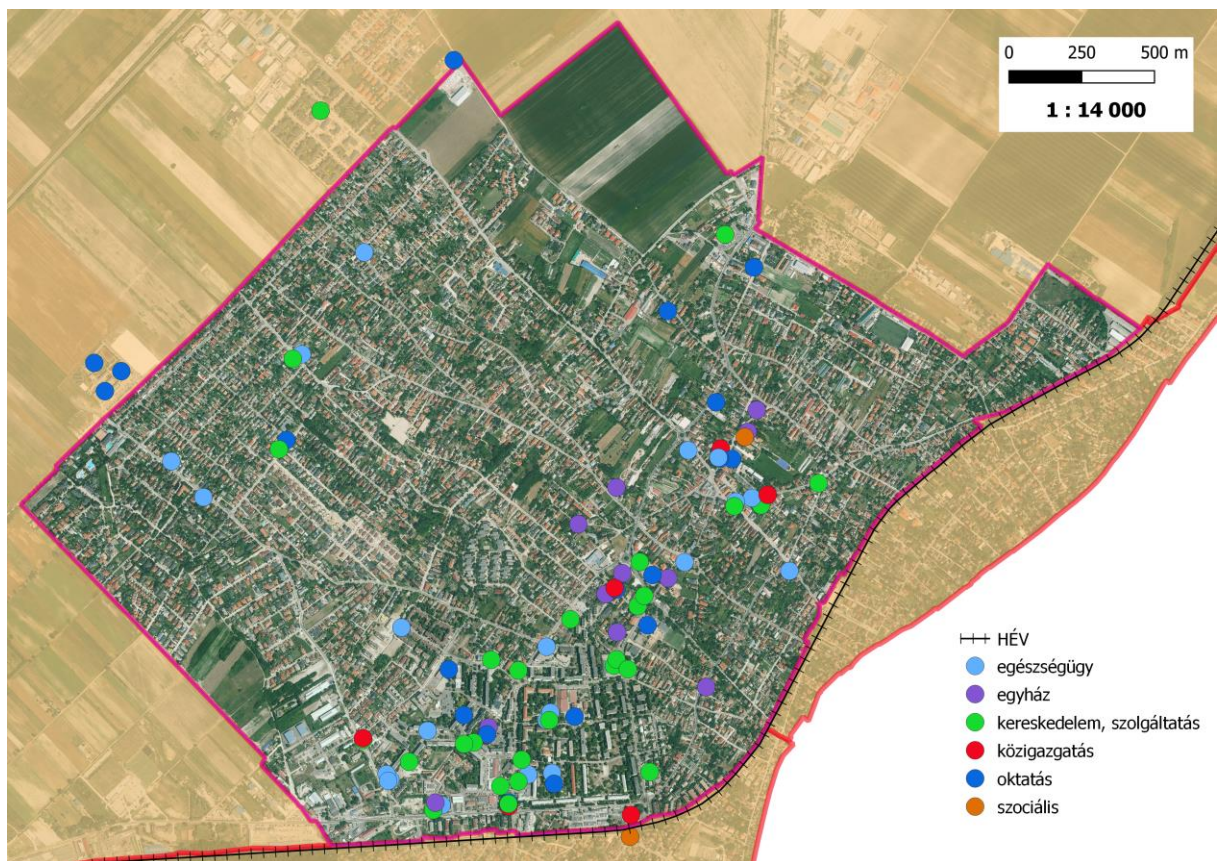 0 250 500 m
1 : 14 000
HÉV
egészségügy
egyház
kereskedelem, szolgáltatás
közigazgatás
oktatás
szociális